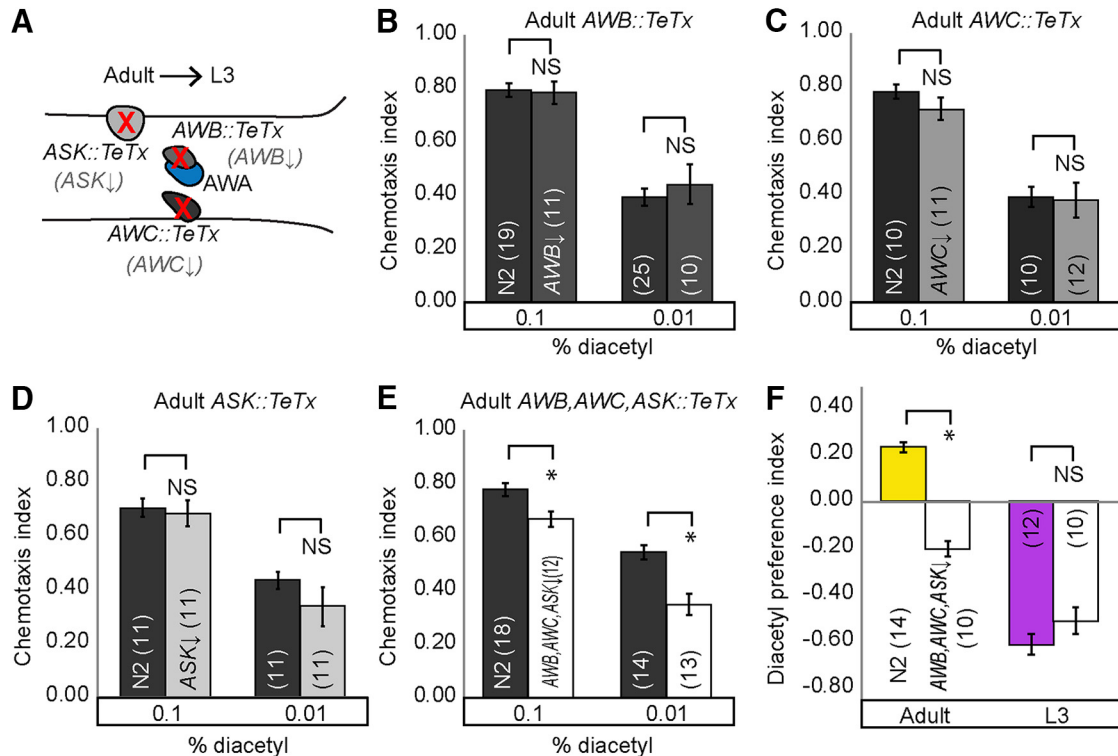 A
Adult → L3
X
AWB::TeTx
ASK::TeTx
X
(AWB↓)
(ASK↓)
AWA
X
AWC::TeTx
(AWC↓)
B
Adult AWB::TeTx
Chemotaxis index
1.00
0.80
0.60
0.40
0.20
0.00
NS
NS
N2 (19)
AWB↓ (11)
(25)
(10)
0.1
0.01
% diacetyl
C
Adult AWC::TeTx
Chemotaxis index
1.00
0.80
0.60
0.40
0.20
0.00
NS
NS
N2 (10)
AWC↓ (11)
(10)
(12)
0.1
0.01
% diacetyl
D
Adult ASK::TeTx
Chemotaxis index
1.00
0.80
0.60
0.40
0.20
0.00
NS
NS
N2 (11)
ASK↓ (11)
(11)
(11)
0.1
0.01
% diacetyl
E
Adult AWB,AWC,ASK::TeTx
Chemotaxis index
1.00
0.80
0.60
0.40
0.20
0.00
*
*
N2 (18)
AWB,AWC,ASK↓(12)
(14)
(13)
0.1
0.01
% diacetyl
F
Diacetyl preference index
0.40
0.20
0.00
-0.20
-0.40
-0.60
-0.80
*
NS
N2 (14)
AWB,AWC,ASK↓
(10)
(12)
(10)
Adult
L3